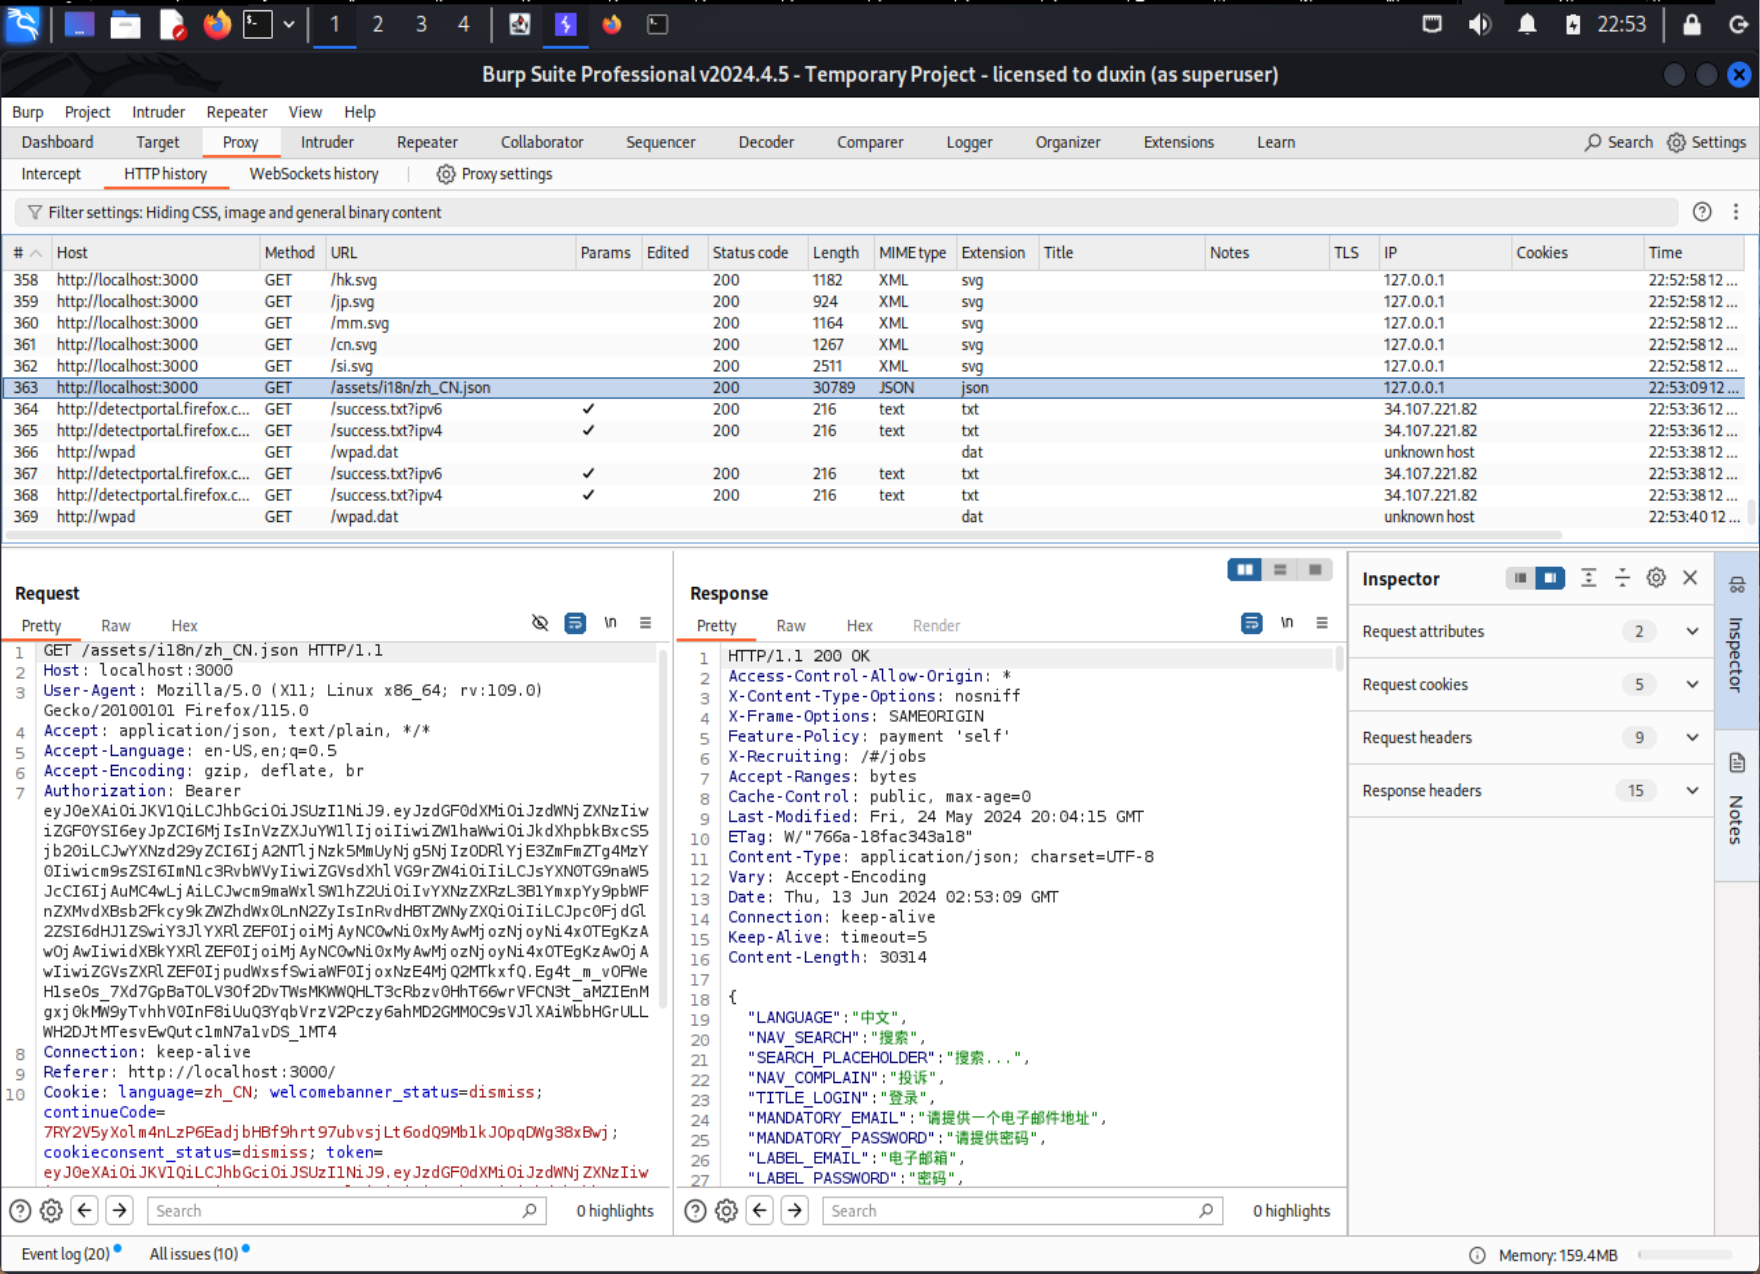 1 2 3 4 22:53
Burp Suite Professional v2024.4.5 - Temporary Project - licensed to duxin (as superuser)
Burp Project Intruder Repeater View Help
Dashboard Target Proxy Intruder Repeater Collaborator Sequencer Decoder Comparer Logger Organizer Extensions Learn Search Settings
Intercept HTTP history WebSockets history Proxy settings
Filter settings: Hiding CSS, image and general binary content
# Host Method URL Params Edited Status code Length MIME type Extension Title Notes TLS IP Cookies Time
358 http://localhost:3000 GET /hk.svg 200 1182 XML svg 127.0.0.1 22:52:58 12 ...
359 http://localhost:3000 GET /jp.svg 200 924 XML svg 127.0.0.1 22:52:58 12 ...
360 http://localhost:3000 GET /mm.svg 200 1164 XML svg 127.0.0.1 22:52:58 12 ...
361 http://localhost:3000 GET /cn.svg 200 1267 XML svg 127.0.0.1 22:52:58 12 ...
362 http://localhost:3000 GET /si.svg 200 2511 XML svg 127.0.0.1 22:52:58 12 ...
363 http://localhost:3000 GET /assets/i18n/zh_CN.json 200 30789 JSON json 127.0.0.1 22:53:09 12 ...
364 http://detectportal.firefox.c... GET /success.txt?ipv6 ✓ 200 216 text txt 34.107.221.82 22:53:36 12 ...
365 http://detectportal.firefox.c... GET /success.txt?ipv4 ✓ 200 216 text txt 34.107.221.82 22:53:36 12 ...
366 http://wpad GET /wpad.dat dat unknown host 22:53:38 12 ...
367 http://detectportal.firefox.c... GET /success.txt?ipv6 ✓ 200 216 text txt 34.107.221.82 22:53:38 12 ...
368 http://detectportal.firefox.c... GET /success.txt?ipv4 ✓ 200 216 text txt 34.107.221.82 22:53:38 12 ...
369 http://wpad GET /wpad.dat dat unknown host 22:53:40 12 ...
Request
Pretty Raw Hex \n
1 GET /assets/i18n/zh_CN.json HTTP/1.1
2 Host: localhost:3000
3 User-Agent: Mozilla/5.0 (X11; Linux x86_64; rv:109.0)
Gecko/20100101 Firefox/115.0
4 Accept: application/json, text/plain, */*
5 Accept-Language: en-US,en;q=0.5
6 Accept-Encoding: gzip, deflate, br
7 Authorization: Bearer
8 Connection: keep-alive
9 Referer: http://localhost:3000/
10 Cookie: language=zh_CN; welcomebanner_status=dismiss;
continueCode=
7RY2V5yXolm4nLzP6EadjbHBf9hrt97ubvsjLt6odQ9Mb1kJOpqDWg38xBwj;
cookieconsent_status=dismiss; token=
eyJ0eXAiOiJKV1QiLCJhbGciOiJSUzI1NiJ9.eyJzdGF0dXMiOiJzdWNjZXNzIiw
Search 0 highlights
Response
Pretty Raw Hex Render \n
1 HTTP/1.1 200 OK
2 Access-Control-Allow-Origin: *
3 X-Content-Type-Options: nosniff
4 X-Frame-Options: SAMEORIGIN
5 Feature-Policy: payment 'self'
6 X-Recruiting: /#/jobs
7 Accept-Ranges: bytes
8 Cache-Control: public, max-age=0
9 Last-Modified: Fri, 24 May 2024 20:04:15 GMT
10 ETag: W/"766a-18fac343a18"
11 Content-Type: application/json; charset=UTF-8
12 Vary: Accept-Encoding
13 Date: Thu, 13 Jun 2024 02:53:09 GMT
14 Connection: keep-alive
15 Keep-Alive: timeout=5
16 Content-Length: 30314
17
18 {
19 "LANGUAGE":"中文",
20 "NAV_SEARCH":"搜索",
21 "SEARCH_PLACEHOLDER":"搜索...",
22 "NAV_COMPLAIN":"投诉",
23 "TITLE_LOGIN":"登录",
24 "MANDATORY_EMAIL":"请提供一个电子邮件地址",
25 "MANDATORY_PASSWORD":"请提供密码",
26 "LABEL_EMAIL":"电子邮箱",
27 "LABEL_PASSWORD":"密码",
Search 0 highlights
Inspector
Request attributes 2
Request cookies 5
Request headers 9
Response headers 15
Inspector
Notes
Event log (20) All issues (10) Memory: 159.4MB